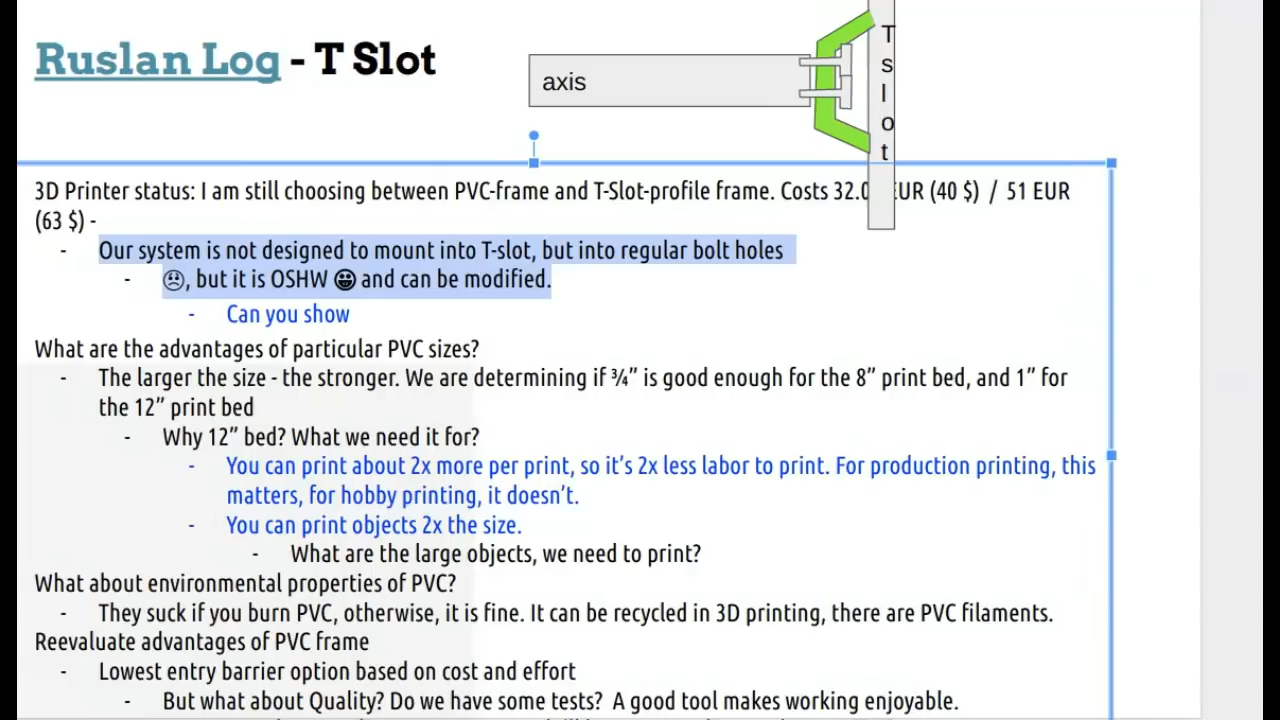 Ruslan Log - T Slot
axis
T
s
l
o
t
3D Printer status: I am still choosing between PVC-frame and T-Slot-profile frame. Costs 32.0 EUR (40 $) / 51 EUR
(63 $) -
- Our system is not designed to mount into T-slot, but into regular bolt holes
- ☹, but it is OSHW 😀 and can be modified.
- Can you show
What are the advantages of particular PVC sizes?
- The larger the size - the stronger. We are determining if ¾” is good enough for the 8” print bed, and 1” for
the 12” print bed
- Why 12” bed? What we need it for?
- You can print about 2x more per print, so it’s 2x less labor to print. For production printing, this
matters, for hobby printing, it doesn’t.
- You can print objects 2x the size.
- What are the large objects, we need to print?
What about environmental properties of PVC?
- They suck if you burn PVC, otherwise, it is fine. It can be recycled in 3D printing, there are PVC filaments.
Reevaluate advantages of PVC frame
- Lowest entry barrier option based on cost and effort
- But what about Quality? Do we have some tests? A good tool makes working enjoyable.